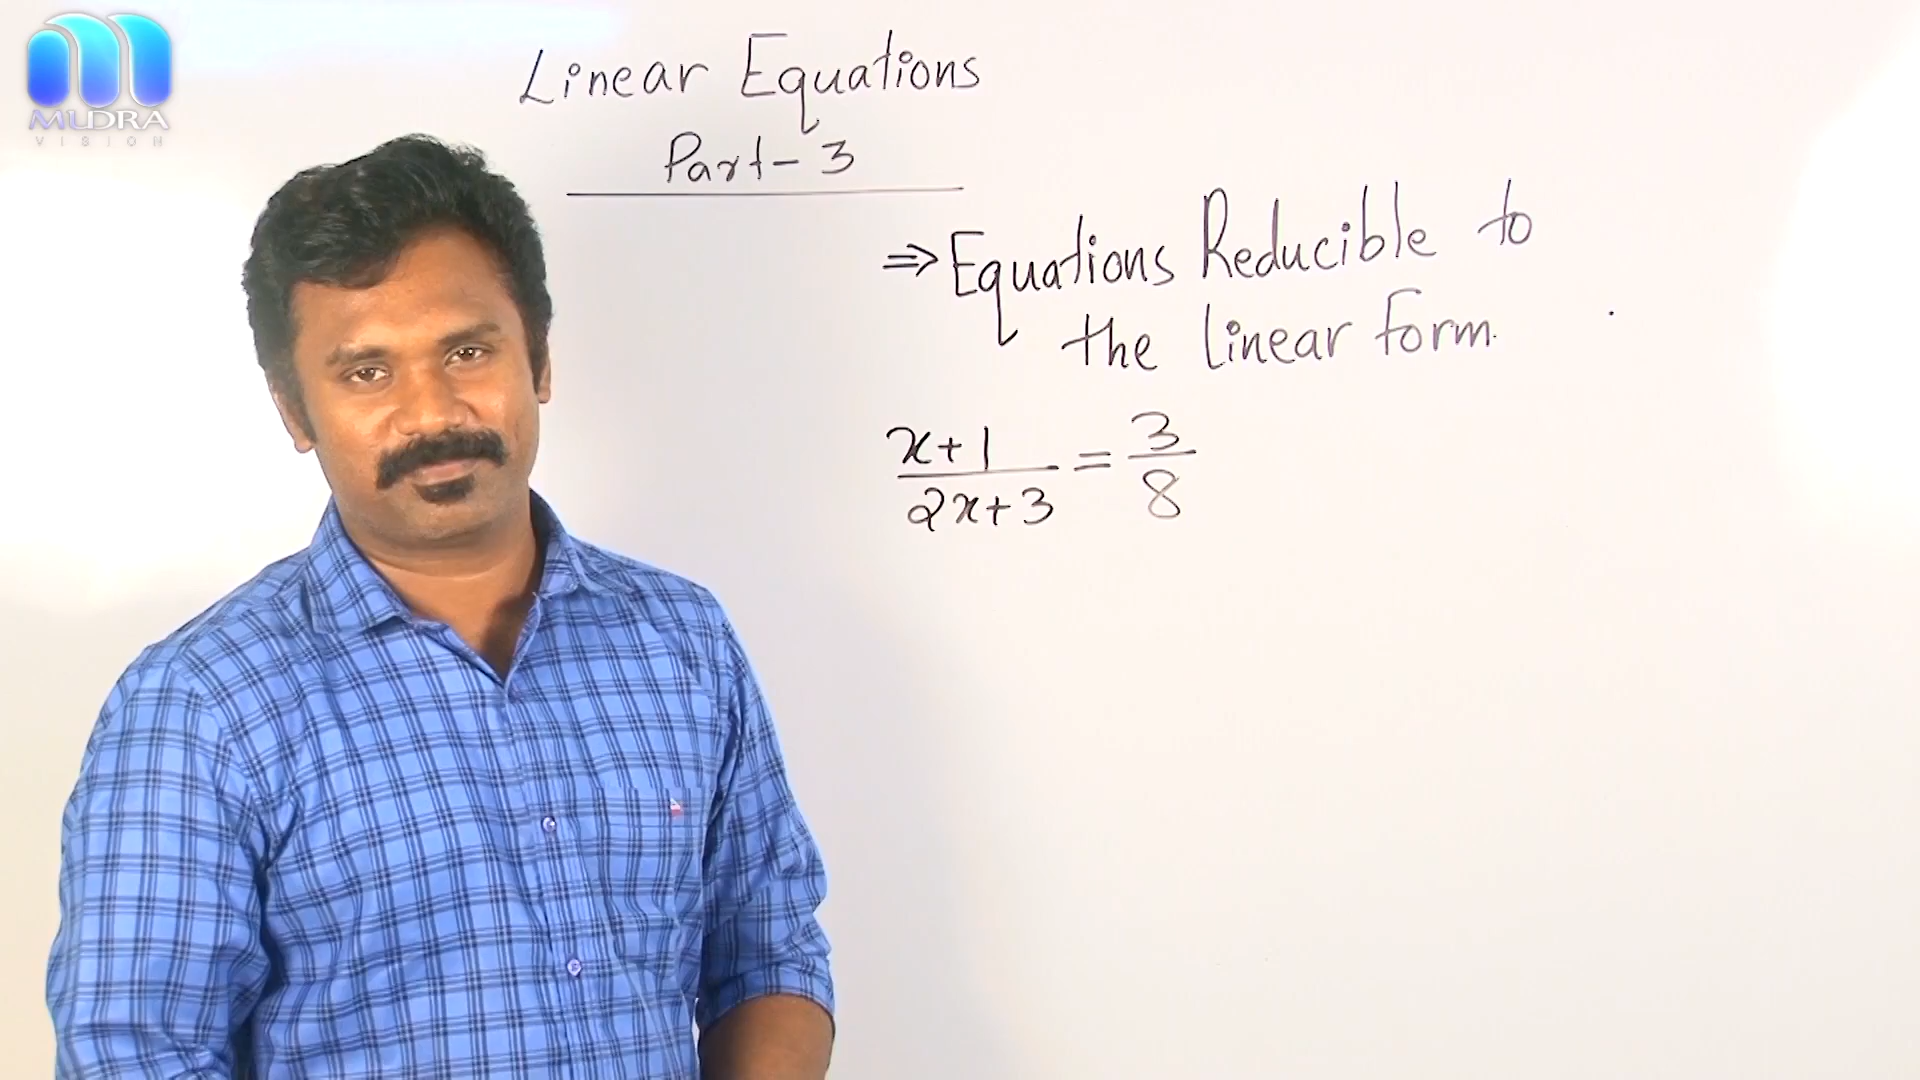 MUDRA
VISION
Linear Equations
Part - 3
⇒ Equations Reducible to
the linear form.
x+1 / 2x+3 = 3 / 8